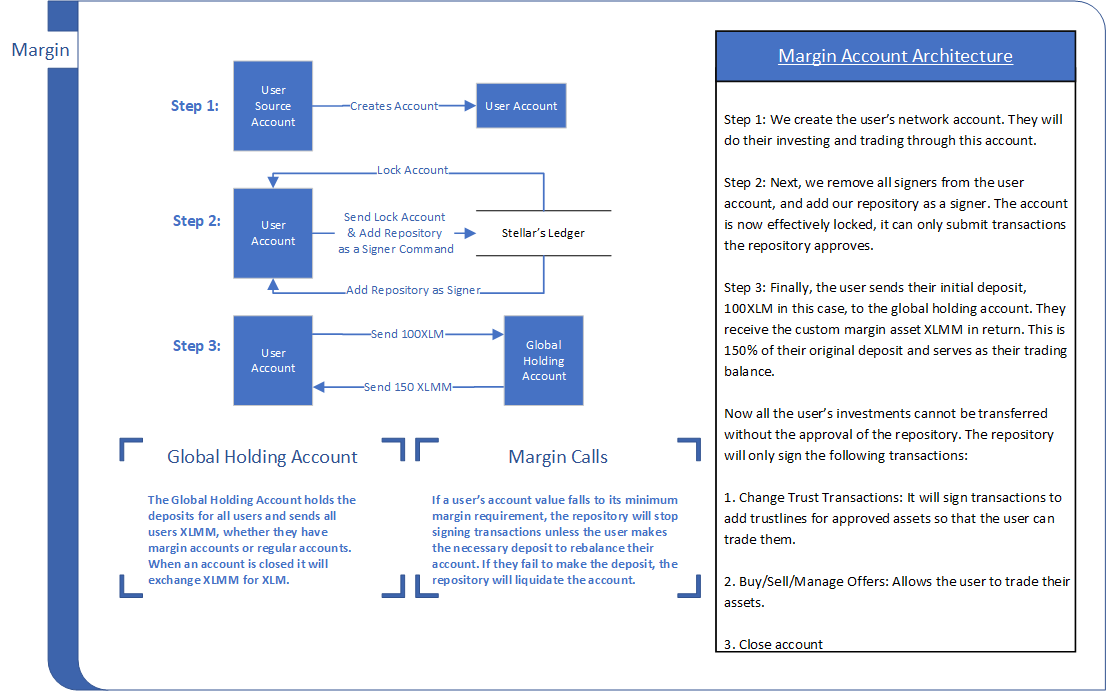 Margin
Step 1:
User
Source
Account
Creates Account
User Account
Lock Account
Step 2:
User
Account
Send Lock Account
& Add Repository
as a Signer Command
Stellar's Ledger
Add Repository as Signer
Step 3:
User
Account
Send 100XLM
Send 150 XLMM
Global
Holding
Account
Global Holding Account
The Global Holding Account holds the
deposits for all users and sends all
users XLMM, whether they have
margin accounts or regular accounts.
When an account is closed it will
exchange XLMM for XLM.
Margin Calls
If a user's account value falls to its minimum
margin requirement, the repository will stop
signing transactions unless the user makes
the necessary deposit to rebalance their
account. If they fail to make the deposit, the
repository will liquidate the account.
Margin Account Architecture
Step 1: We create the user's network account. They will
do their investing and trading through this account.
Step 2: Next, we remove all signers from the user
account, and add our repository as a signer. The account
is now effectively locked, it can only submit transactions
the repository approves.
Step 3: Finally, the user sends their initial deposit,
100XLM in this case, to the global holding account. They
receive the custom margin asset XLMM in return. This is
150% of their original deposit and serves as their trading
balance.
Now all the user's investments cannot be transferred
without the approval of the repository. The repository
will only sign the following transactions:
1. Change Trust Transactions: It will sign transactions to
add trustlines for approved assets so that the user can
trade them.
2. Buy/Sell/Manage Offers: Allows the user to trade their
assets.
3. Close account